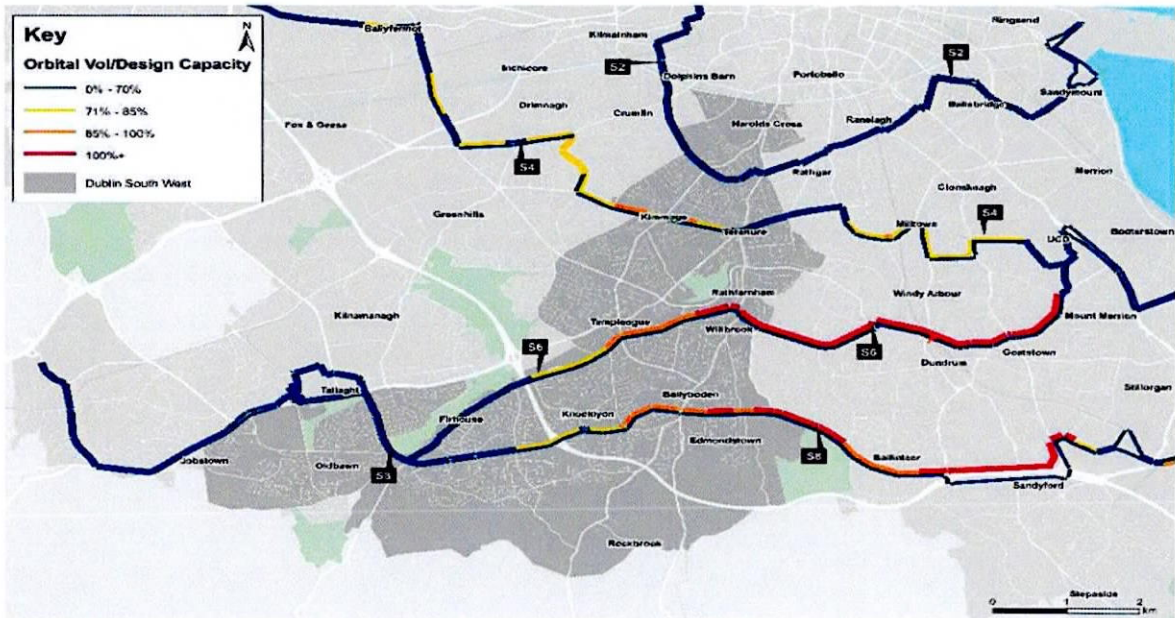 Key
N
Orbital Vol/Design Capacity
0% - 70%
71% - 85%
85% - 100%
100%+
Dublin South West
Ballyfermot
Kilmainham
Ringsend
S2
S2
Inchicore
Dolphins Barn
Portobello
Sandymount
Ballsbridge
Drimnagh
Crumlin
Harolds Cross
Ranelagh
Fox & Geese
S4
Rathgar
Merrion
Clonskeagh
Greenhills
Kimmage
Terenure
Milltown
S4
UCD
Booterstown
Rathfarnham
Windy Arbour
Kilnamanagh
Templeogue
Willbrook
Mount Merrion
S6
S6
Goatstown
Dundrum
Tallaght
Stillorgan
Firhouse
Knocklyon
Ballyboden
Jobstown
Oldbawn
Edmondstown
S8
Ballinteer
Sandyford
Rockbrook
Stepaside
0 1 2
km